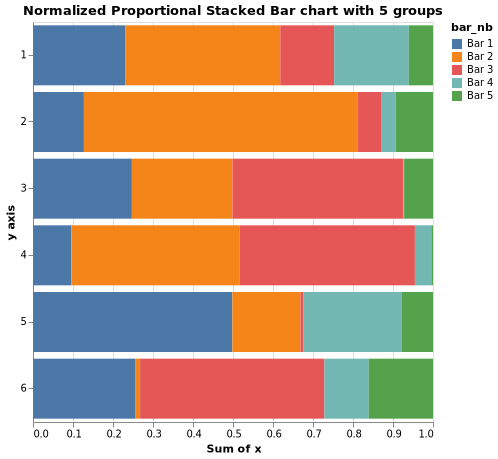 Normalized Proportional Stacked Bar chart with 5 groups
bar_nb
Bar 1
Bar 2
Bar 3
Bar 4
Bar 5
y axis
1
2
3
4
5
6
0.0 0.1 0.2 0.3 0.4 0.5 0.6 0.7 0.8 0.9 1.0
Sum of x